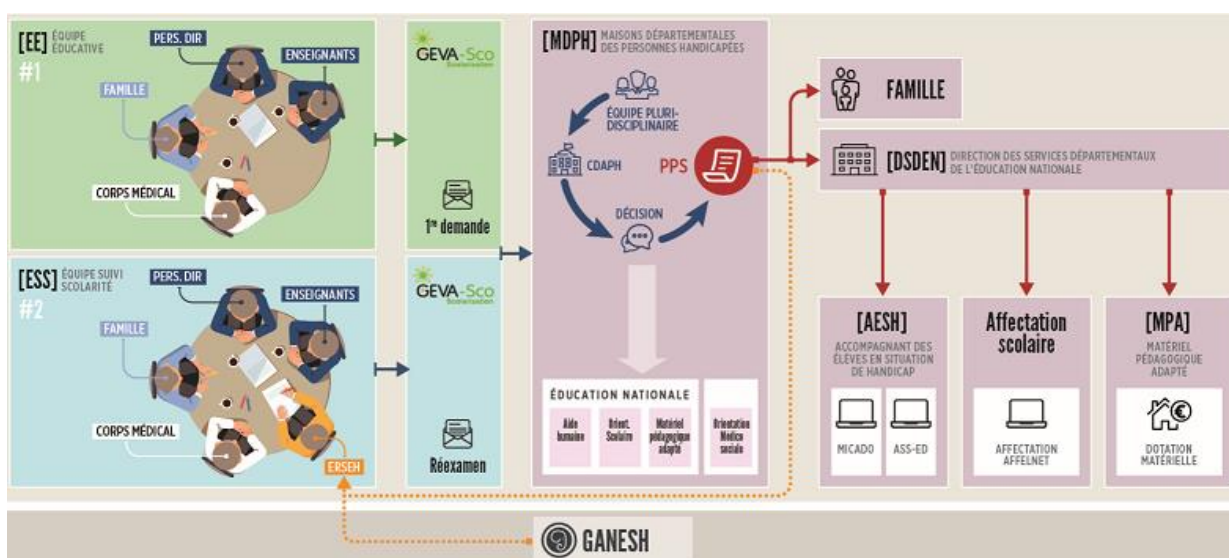 [EE] ÉQUIPE
ÉDUCATIVE
#1
PERS. DIR
ENSEIGNANTS
FAMILLE
CORPS MÉDICAL
GEVA-Sco
Scolarisation
1re demande
[ESS] ÉQUIPE SUIVI
SCOLARITÉ
#2
PERS. DIR
ENSEIGNANTS
FAMILLE
CORPS MÉDICAL
ERSEH
GEVA-Sco
Scolarisation
Réexamen
[MDPH] MAISONS DÉPARTEMENTALES
DES PERSONNES HANDICAPÉES
ÉQUIPE PLURI-
DISCIPLINAIRE
CDAPH
PPS
DÉCISION
ÉDUCATION NATIONALE
Aide
humaine
Orient.
Scolaire
Matériel
pédagogique
adapté
Orientation
Médico
sociale
FAMILLE
[DSDEN] DIRECTION DES SERVICES DÉPARTEMENTAUX
DE L'ÉDUCATION NATIONALE
[AESH]
ACCOMPAGNANT DES
ÉLÈVES EN SITUATION
DE HANDICAP
MICADO
ASS-ED
Affectation
scolaire
AFFECTATION
AFFELNET
[MPA]
MATÉRIEL
PÉDAGOGIQUE
ADAPTÉ
DOTATION
MATÉRIELLE
GANESH